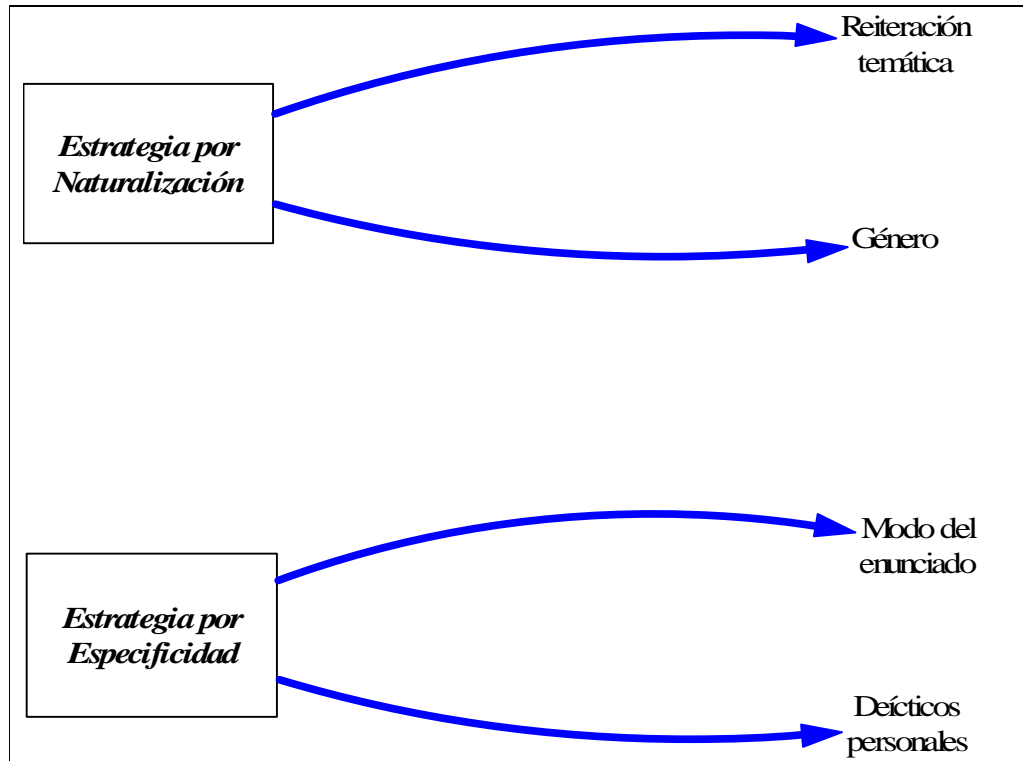 Reiteración
temática
Estrategia por
Naturalización
Género
Modo del
enunciado
Estrategia por
Especificidad
Deícticos
personales